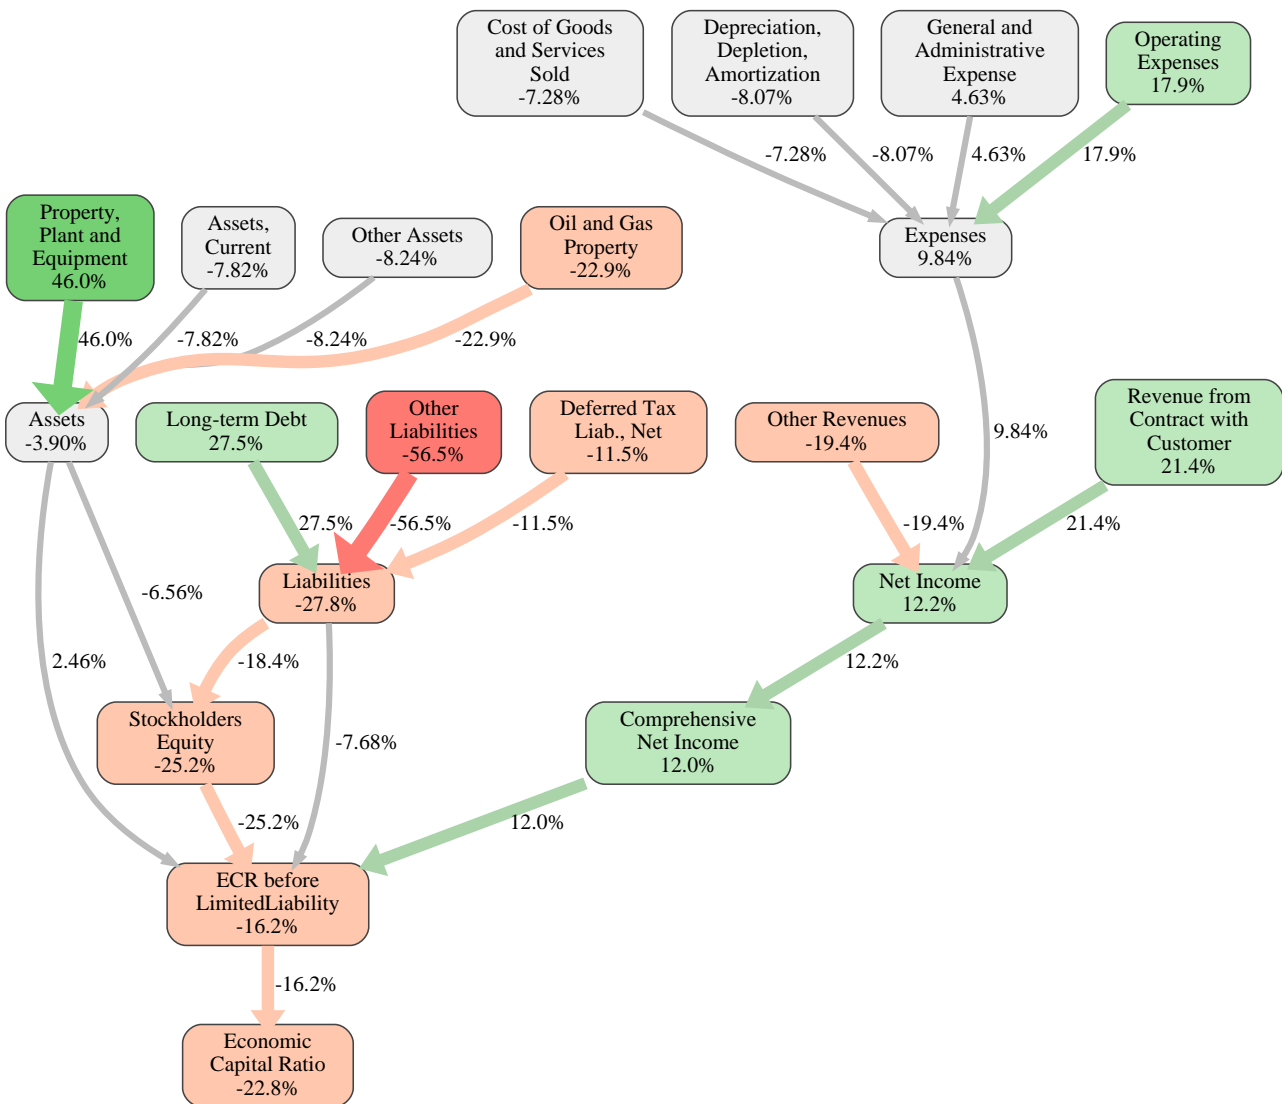 Cost of Goods
and Services
Sold
-7.28%
Depreciation,
Depletion,
Amortization
-8.07%
General and
Administrative
Expense
4.63%
Operating
Expenses
17.9%
-7.28%
-8.07%
4.63%
17.9%
Property,
Plant and
Equipment
46.0%
Assets,
Current
-7.82%
Other Assets
-8.24%
Oil and Gas
Property
-22.9%
Expenses
9.84%
46.0%
-7.82%
-8.24%
-22.9%
Assets
-3.90%
Long-term Debt
27.5%
Other
Liabilities
-56.5%
Deferred Tax
Liab., Net
-11.5%
Other Revenues
-19.4%
9.84%
Revenue from
Contract with
Customer
21.4%
27.5%
-56.5%
-11.5%
-19.4%
21.4%
Liabilities
-27.8%
Net Income
12.2%
-6.56%
2.46%
-18.4%
12.2%
Stockholders
Equity
-25.2%
-7.68%
Comprehensive
Net Income
12.0%
-25.2%
12.0%
ECR before
LimitedLiability
-16.2%
-16.2%
Economic
Capital Ratio
-22.8%